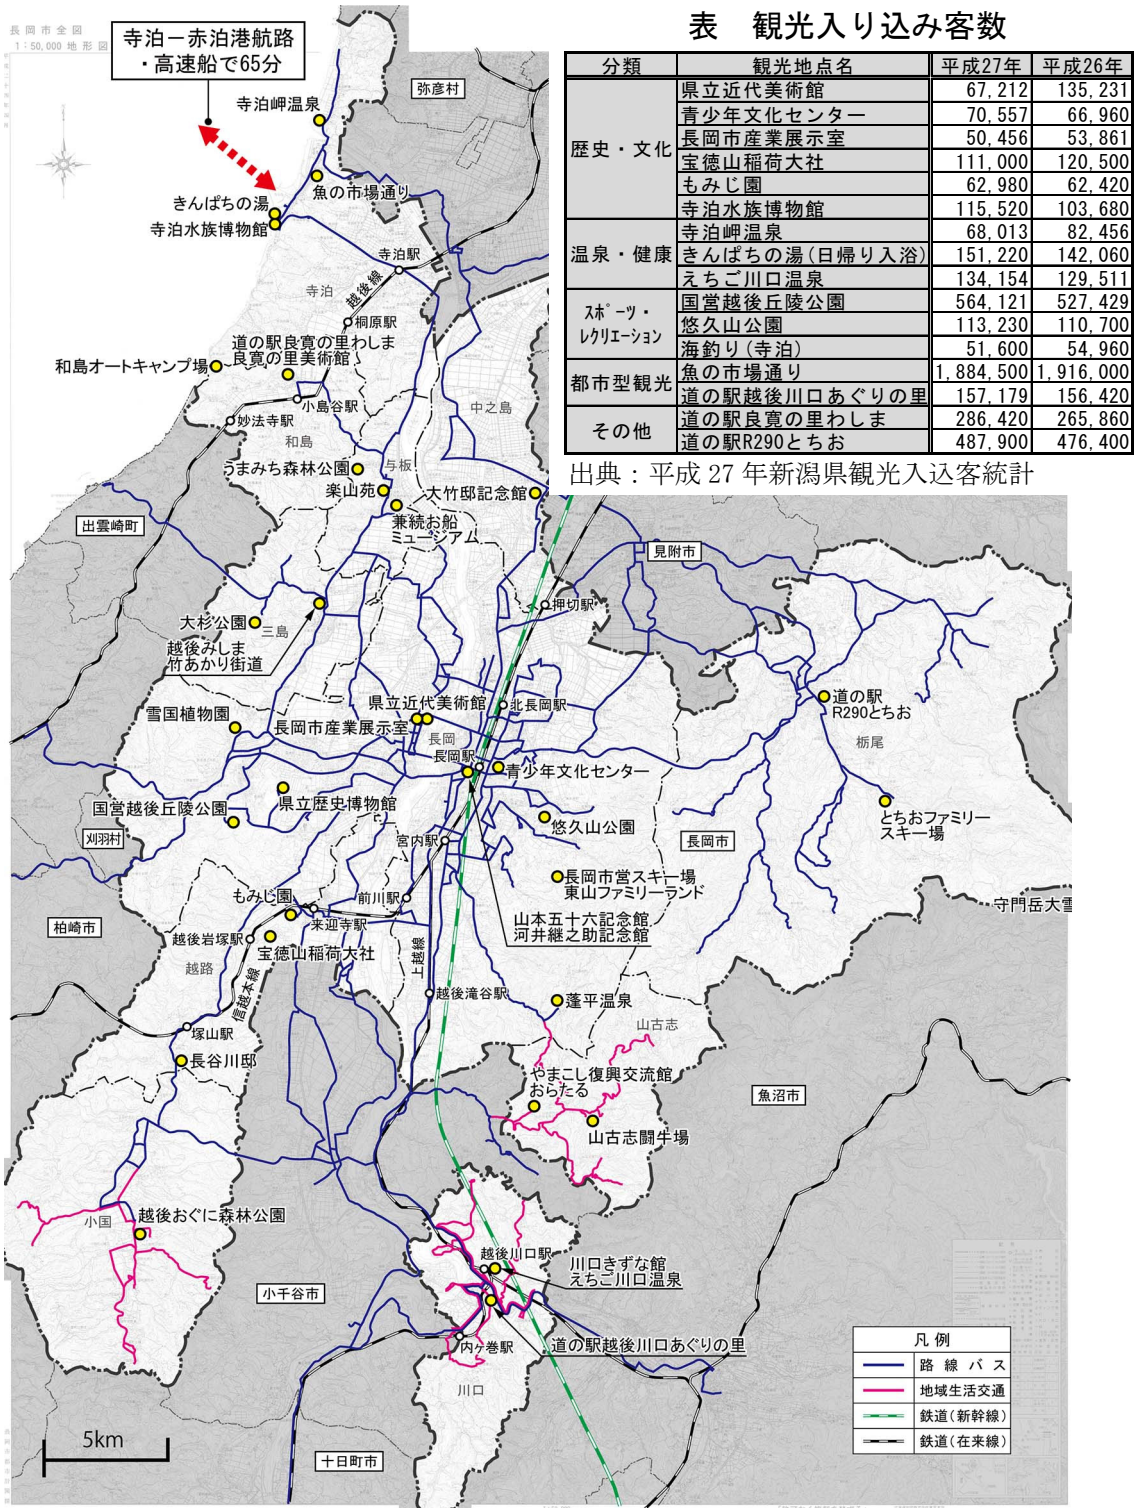 長岡市全図
1：50,000 地形図
寺泊－赤泊港航路
・高速船で65分
表　観光入り込み客数
分類 観光地点名 平成27年 平成26年
歴史・文化
県立近代美術館 67,212 135,231
青少年文化センター 70,557 66,960
長岡市産業展示室 50,456 53,861
宝徳山稲荷大社 111,000 120,500
もみじ園 62,980 62,420
寺泊水族博物館 115,520 103,680
温泉・健康
寺泊岬温泉 68,013 82,456
きんぱちの湯(日帰り入浴) 151,220 142,060
えちご川口温泉 134,154 129,511
ｽﾎﾟｰﾂ・
ﾚｸﾘｴｰｼｮﾝ
国営越後丘陵公園 564,121 527,429
悠久山公園 113,230 110,700
海釣り(寺泊) 51,600 54,960
都市型観光
魚の市場通り 1,884,500 1,916,000
道の駅越後川口あぐりの里 157,179 156,420
その他
道の駅良寛の里わしま 286,420 265,860
道の駅R290とちお 487,900 476,400
出典：平成 27 年新潟県観光入込客統計
弥彦村
寺泊岬温泉
魚の市場通り
きんぱちの湯
寺泊水族博物館
寺泊駅
寺泊
越後線
桐原駅
道の駅良寛の里わしま
良寛の里美術館
和島オートキャンプ場
小島谷駅
中之島
妙法寺駅
和島
与板
うまみち森林公園
楽山苑
大竹邸記念館
兼続お船
ミュージアム
出雲崎町
見附市
押切駅
大杉公園
三島
越後みしま
竹あかり街道
道の駅
R290とちお
栃尾
県立近代美術館
北長岡駅
雪国植物園
長岡市産業展示室
長岡
長岡駅
青少年文化センター
県立歴史博物館
国営越後丘陵公園
とちおファミリー
スキー場
悠久山公園
刈羽村
宮内駅
長岡市
長岡市営スキー場
東山ファミリーランド
もみじ園
前川駅
守門岳大雪
山本五十六記念館
河井継之助記念館
柏崎市
来迎寺駅
越後岩塚駅
宝徳山稲荷大社
上越線
越路
信越本線
越後滝谷駅
蓬平温泉
山古志
塚山駅
長谷川邸
やまこし復興交流館
おらたる
魚沼市
山古志闘牛場
小国
越後おぐに森林公園
越後川口駅
川口きずな館
えちご川口温泉
小千谷市
内ヶ巻駅
道の駅越後川口あぐりの里
川口
凡例
路線バス
地域生活交通
鉄道(新幹線)
鉄道(在来線)
5km
十日町市